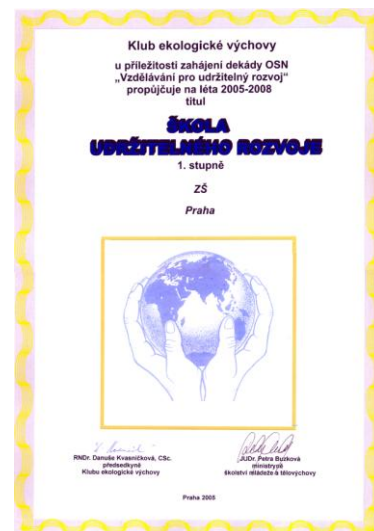 Klub ekologické výchovy
u příležitosti zahájení dekády OSN
„Vzdělávání pro udržitelný rozvoj“
propůjčuje na léta 2005-2008
titul
ŠKOLA
UDRŽITELNÉHO ROZVOJE
1. stupně
ZŠ
Praha
RNDr. Danuše Kvasničková, CSc.
předsedkyně
Klubu ekologické výchovy
JUDr. Petra Buzková
ministryně
školství mládeže a tělovýchovy
Praha 2005